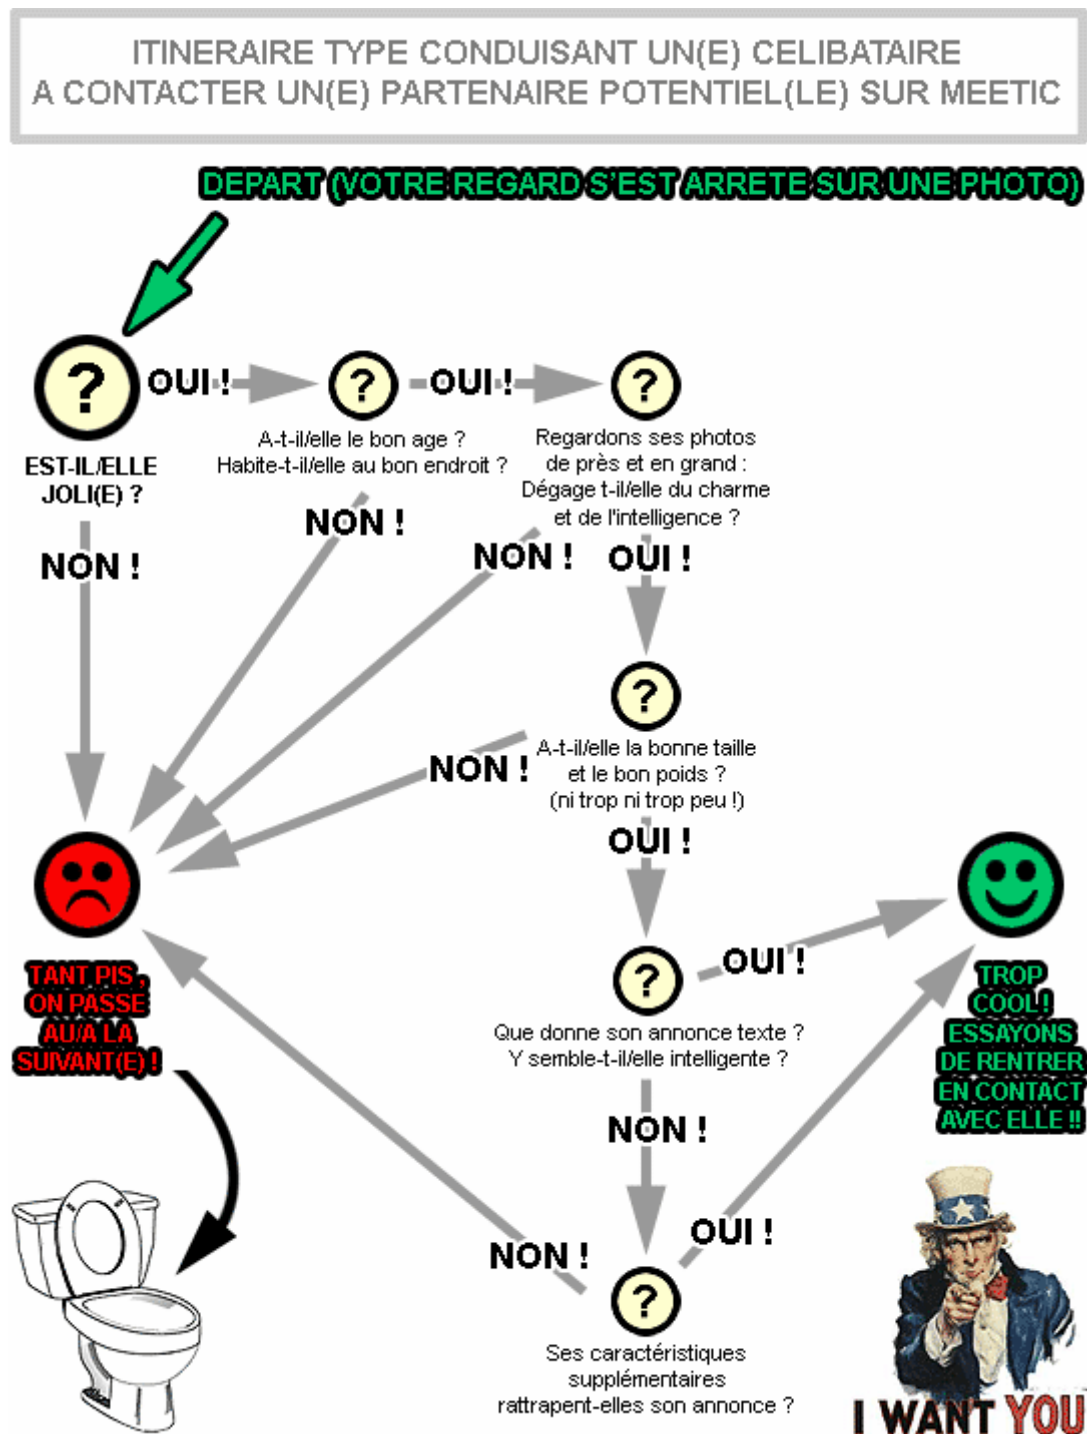 ITINERAIRE TYPE CONDUISANT UN(E) CELIBATAIRE
A CONTACTER UN(E) PARTENAIRE POTENTIEL(LE) SUR MEETIC
DEPART (VOTRE REGARD S'EST ARRETE SUR UNE PHOTO)
?
OUI !
?
OUI !
?
EST-IL/ELLE
JOLI(E) ?
A-t-il/elle le bon age ?
Habite-t-il/elle au bon endroit ?
Regardons ses photos
de près et en grand :
Dégage t-il/elle du charme
et de l'intelligence ?
NON !
NON !
NON !
OUI !
?
A-t-il/elle la bonne taille
et le bon poids ?
(ni trop ni trop peu !)
NON !
OUI !
?
OUI !
Que donne son annonce texte ?
Y semble-t-il/elle intelligente ?
TANT PIS,
ON PASSE
AU/A LA
SUIVANT(E) !
TROP
COOL !
ESSAYONS
DE RENTRER
EN CONTACT
AVEC ELLE !!
NON !
NON !
OUI !
?
Ses caractéristiques
supplémentaires
rattrapent-elles son annonce ?
I WANT YOU